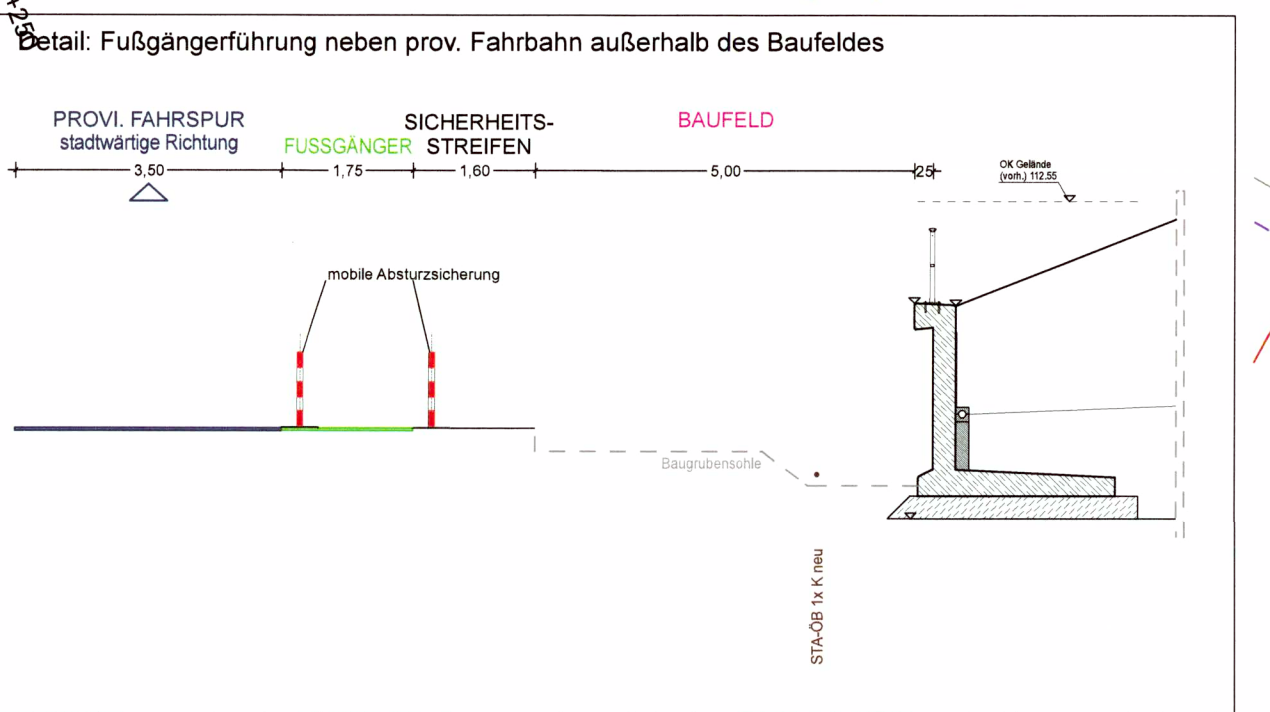 +25
Detail: Fußgängerführung neben prov. Fahrbahn außerhalb des Baufeldes
PROVI. FAHRSPUR
stadtwärtige Richtung
FUSSGÄNGER
SICHERHEITS-
STREIFEN
BAUFELD
3,50
1,75
1,60
5,00
25
OK Gelände
(vorh.) 112.55
mobile Absturzsicherung
Baugrubensohle
STA-ÖB 1x K neu